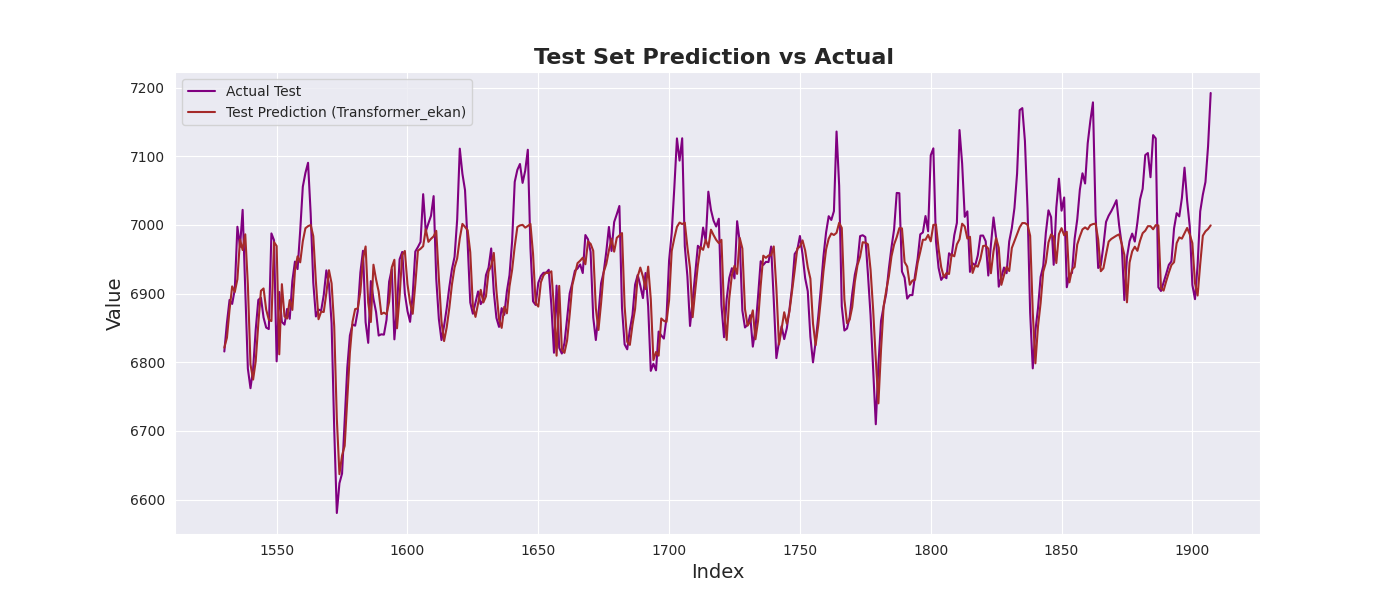 Test Set Prediction vs Actual
Actual Test
Test Prediction (Transformer_ekan)
Value
7200
7100
7000
6900
6800
6700
6600
1550 1600 1650 1700 1750 1800 1850 1900
Index